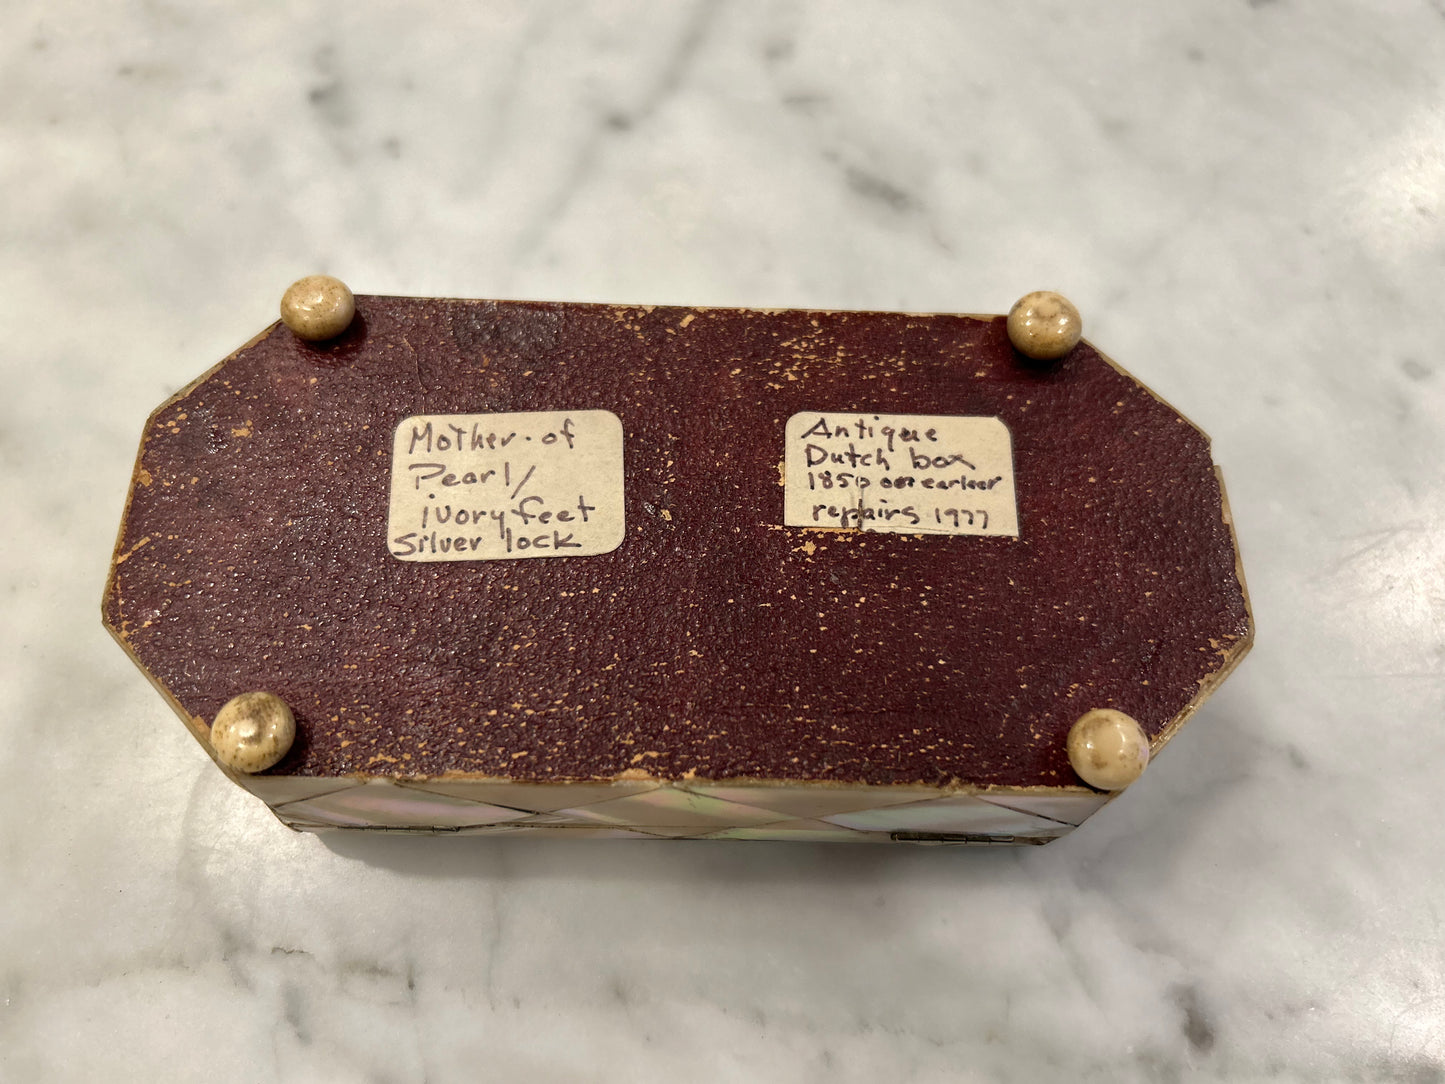 Mother-of
Pearl/
ivory feet
Silver lock
Antique
Dutch box
1850 or earlier
repairs 1977